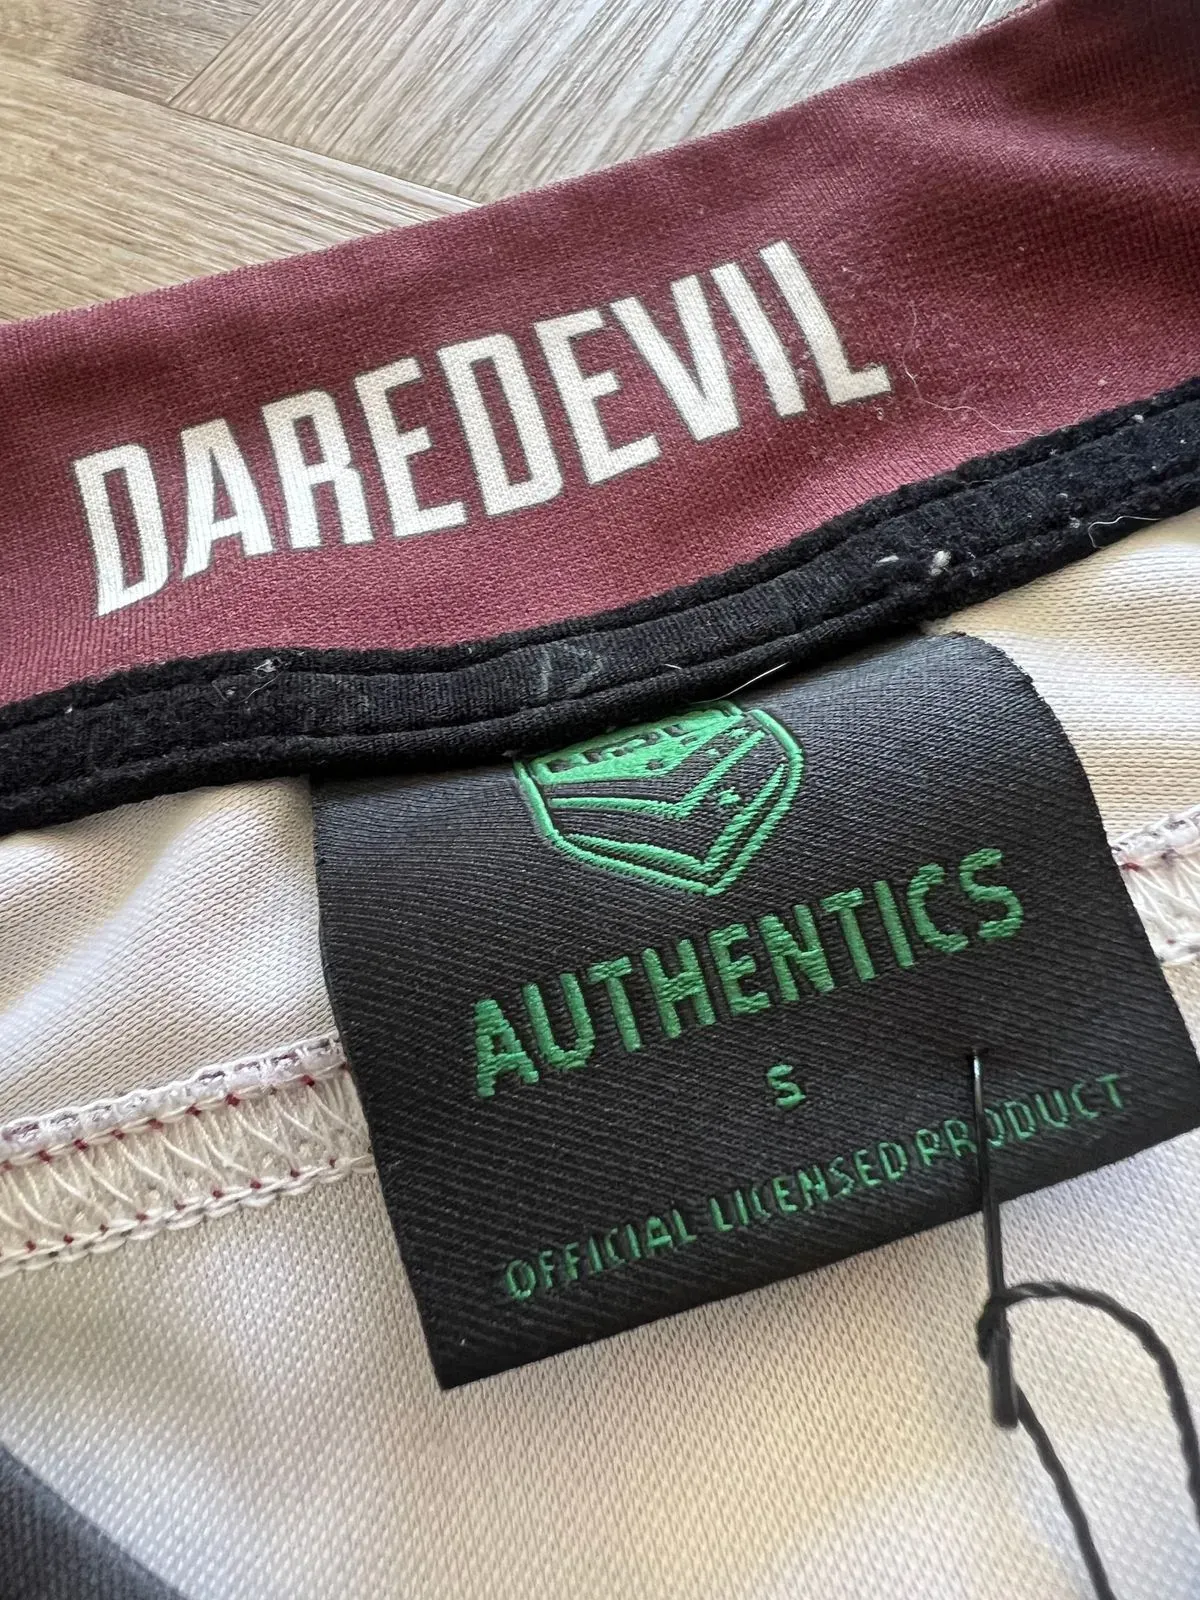 DAREDEVIL
AUTHENTICS
S
OFFICIAL LICENSED PRODUCT